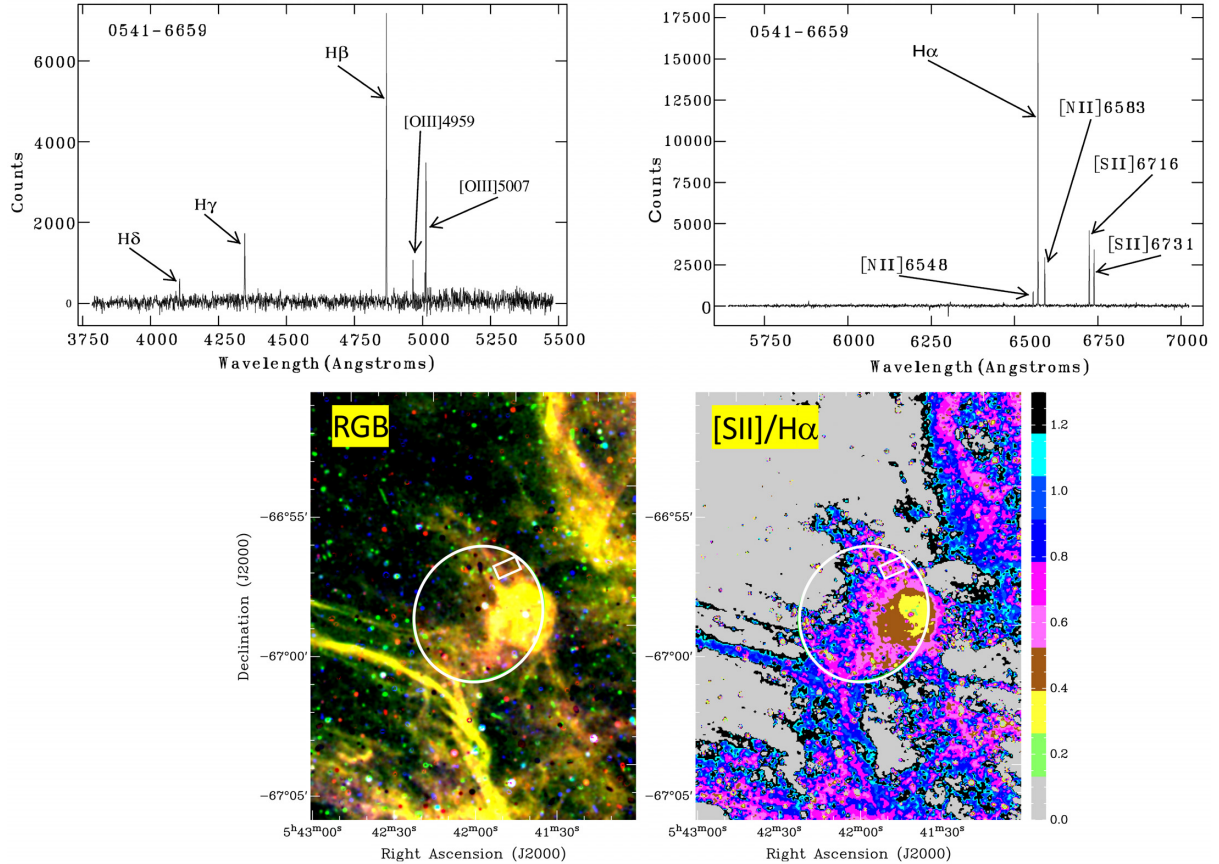 0541-6659
Hβ
[OIII]4959
[OIII]5007
Hγ
Hδ
Counts
6000
4000
2000
0
3750 4000 4250 4500 4750 5000 5250 5500
Wavelength(Angstroms)
0541-6659
Hα
[NII]6583
[SII]6716
[SII]6731
[NII]6548
Counts
17500
15000
12500
10000
7500
5000
2500
0
5750 6000 6250 6500 6750 7000
Wavelength(Angstroms)
RGB
Declination (J2000)
−66°55′
−67°00′
−67°05′
5ʰ43ᵐ00ˢ 42ᵐ30ˢ 42ᵐ00ˢ 41ᵐ30ˢ
Right Ascension (J2000)
[SII]/Hα
−66°55′
−67°00′
−67°05′
5ʰ43ᵐ00ˢ 42ᵐ30ˢ 42ᵐ00ˢ 41ᵐ30ˢ
Right Ascension (J2000)
1.2
1.0
0.8
0.6
0.4
0.2
0.0